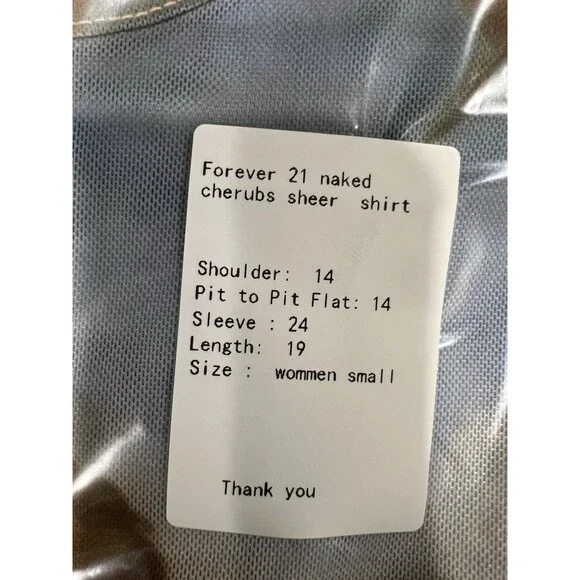 Forever 21 naked
cherubs sheer shirt
Shoulder: 14
Pit to Pit Flat: 14
Sleeve : 24
Length: 19
Size : wommen small
Thank you